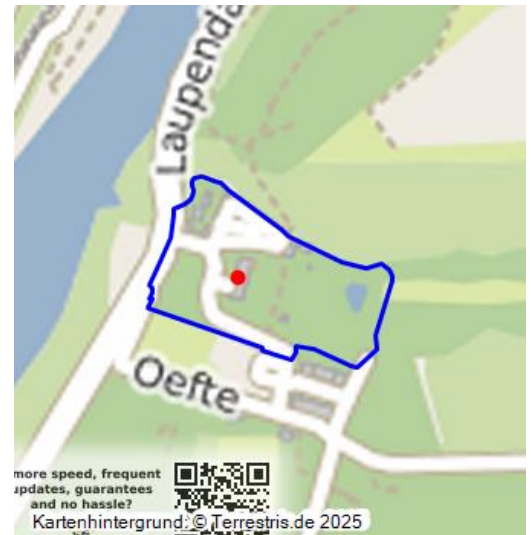 Laupenda
Oefte
more speed, frequent
updates, guarantees
and no hassle?
Kartenhintergrund: © Terrestris.de 2025